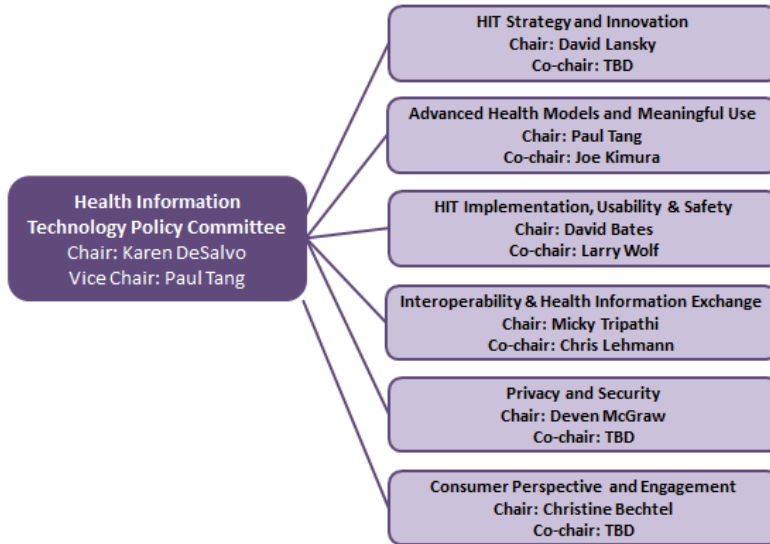 Health Information
Technology Policy Committee
Chair: Karen DeSalvo
Vice Chair: Paul Tang
HIT Strategy and Innovation
Chair: David Lansky
Co-chair: TBD
Advanced Health Models and Meaningful Use
Chair: Paul Tang
Co-chair: Joe Kimura
HIT Implementation, Usability & Safety
Chair: David Bates
Co-chair: Larry Wolf
Interoperability & Health Information Exchange
Chair: Micky Tripathi
Co-chair: Chris Lehmann
Privacy and Security
Chair: Deven McGraw
Co-chair: TBD
Consumer Perspective and Engagement
Chair: Christine Bechtel
Co-chair: TBD